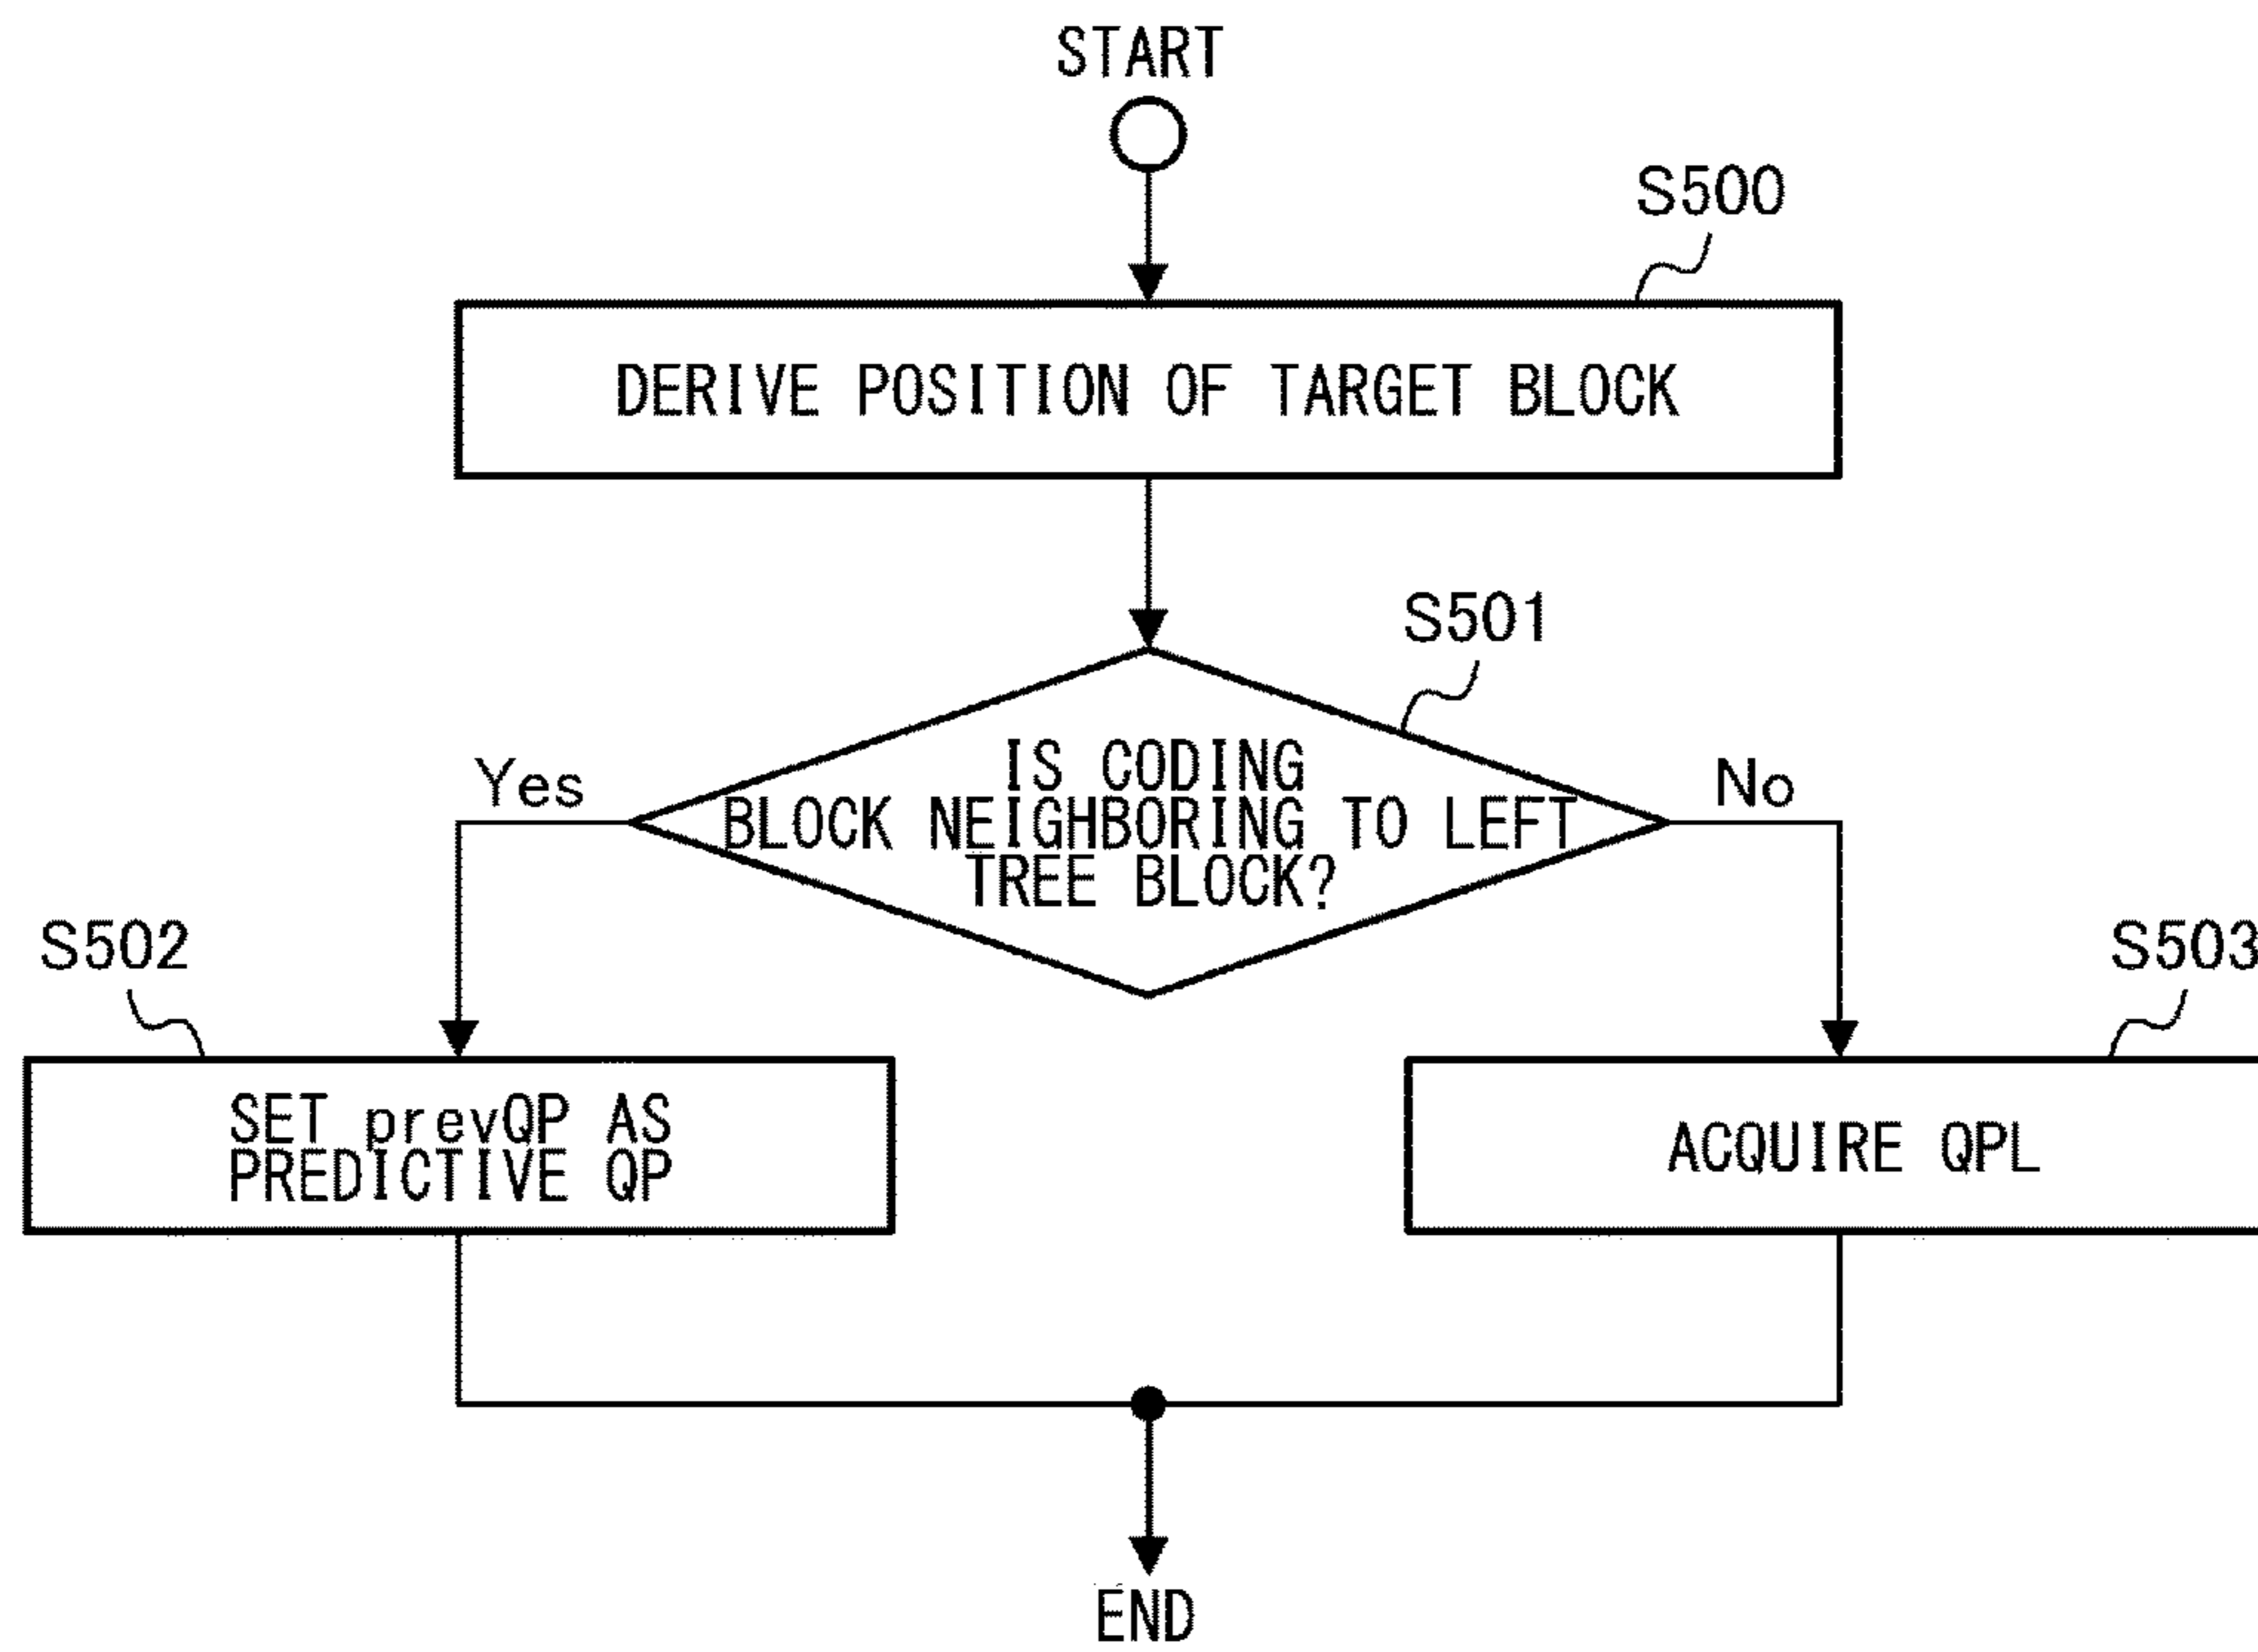 START
S500
DERIVE POSITION OF TARGET BLOCK
S501
IS CODING
BLOCK NEIGHBORING TO LEFT
TREE BLOCK?
Yes
No
S502
S503
SET prevQP AS
PREDICTIVE QP
ACQUIRE QPL
END